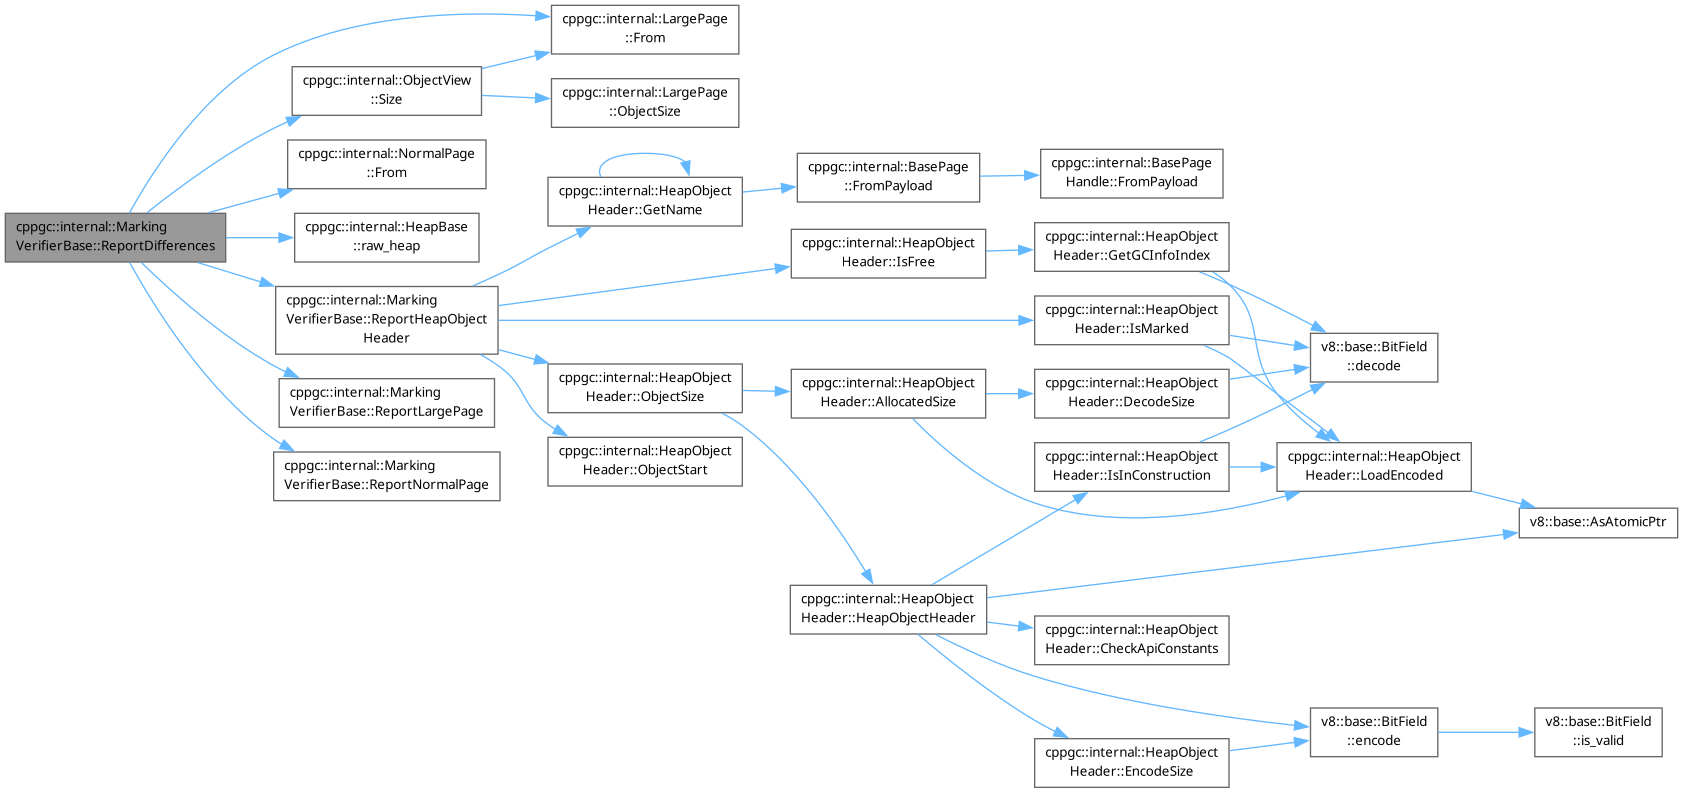 cppgc::internal::LargePage
::From
cppgc::internal::ObjectView
::Size
cppgc::internal::LargePage
::ObjectSize
cppgc::internal::NormalPage
::From
cppgc::internal::BasePage
::FromPayload
cppgc::internal::BasePage
Handle::FromPayload
cppgc::internal::HeapObject
Header::GetName
cppgc::internal::Marking
VerifierBase::ReportDifferences
cppgc::internal::HeapBase
::raw_heap
cppgc::internal::HeapObject
Header::IsFree
cppgc::internal::HeapObject
Header::GetGCInfoIndex
cppgc::internal::Marking
VerifierBase::ReportHeapObject
Header
cppgc::internal::HeapObject
Header::IsMarked
v8::base::BitField
::decode
cppgc::internal::Marking
VerifierBase::ReportLargePage
cppgc::internal::HeapObject
Header::ObjectSize
cppgc::internal::HeapObject
Header::AllocatedSize
cppgc::internal::HeapObject
Header::DecodeSize
cppgc::internal::Marking
VerifierBase::ReportNormalPage
cppgc::internal::HeapObject
Header::ObjectStart
cppgc::internal::HeapObject
Header::IsInConstruction
cppgc::internal::HeapObject
Header::LoadEncoded
v8::base::AsAtomicPtr
cppgc::internal::HeapObject
Header::HeapObjectHeader
cppgc::internal::HeapObject
Header::CheckApiConstants
v8::base::BitField
::encode
v8::base::BitField
::is_valid
cppgc::internal::HeapObject
Header::EncodeSize